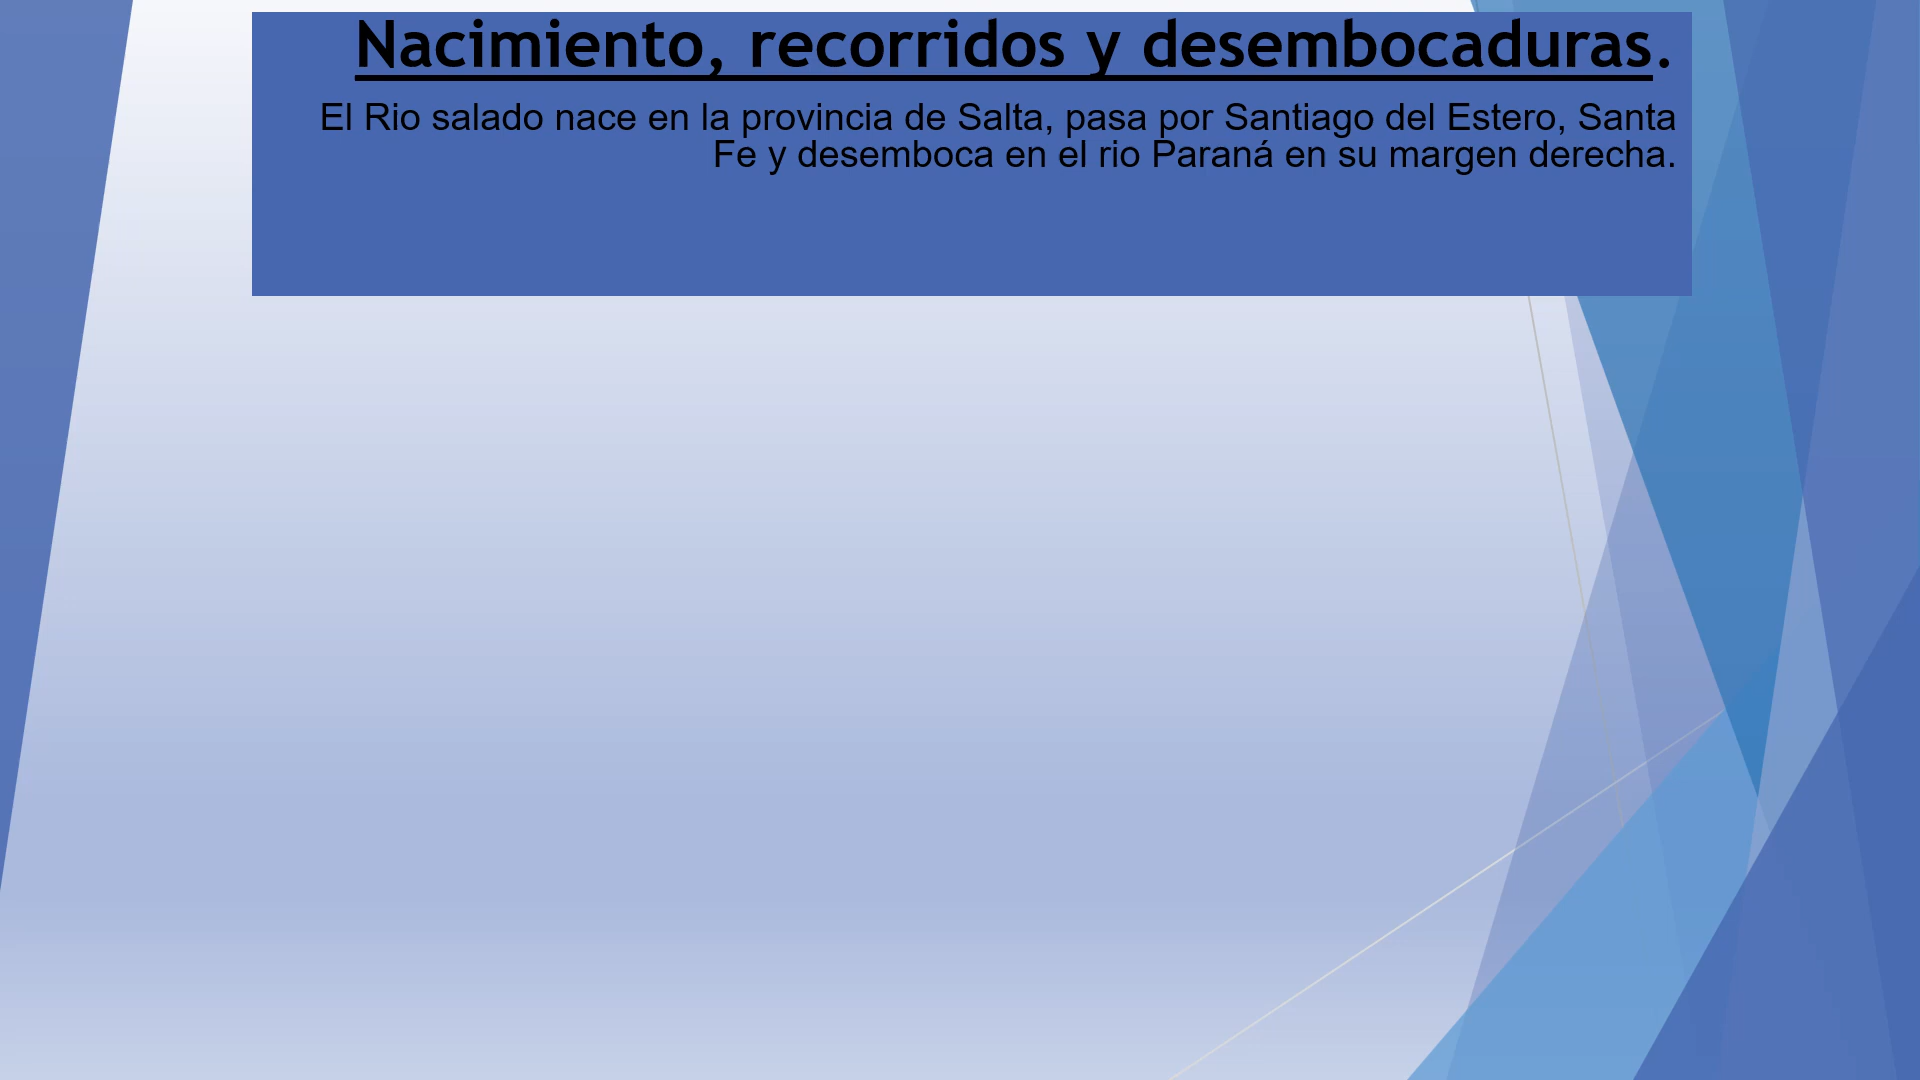 Nacimiento, recorridos y desembocaduras.
El Rio salado nace en la provincia de Salta, pasa por Santiago del Estero, Santa
Fe y desemboca en el rio Paraná en su margen derecha.